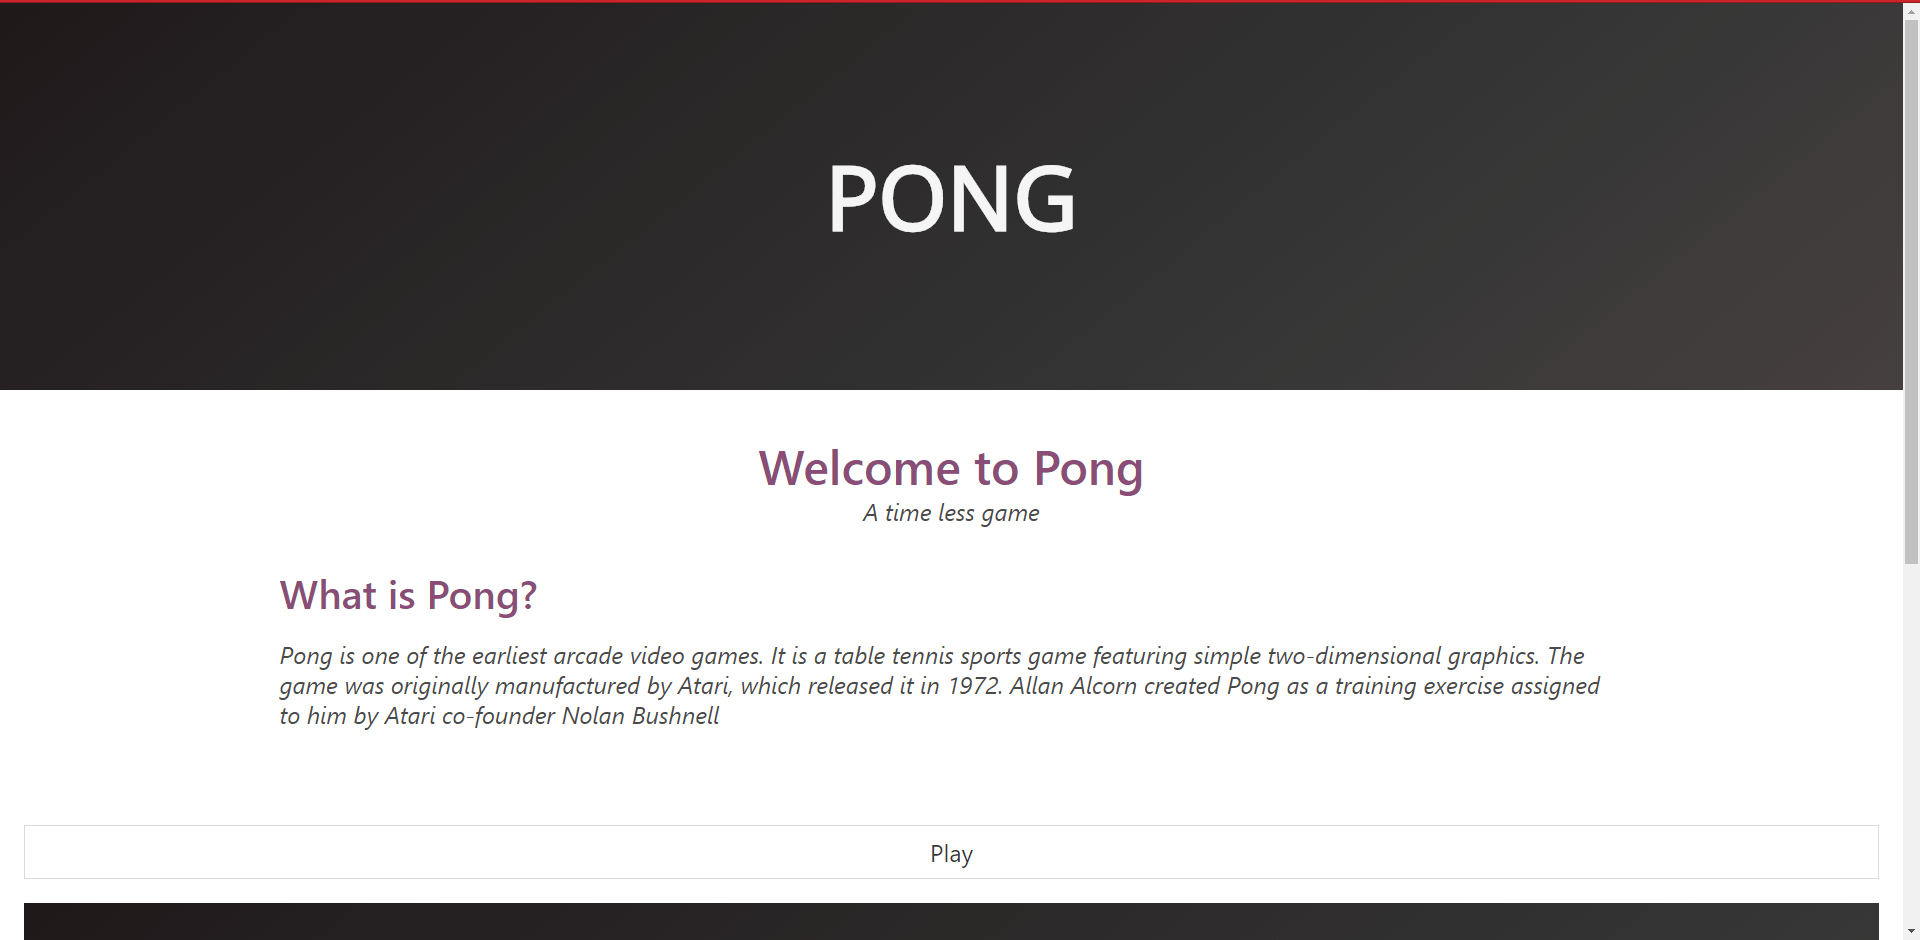 PONG
Welcome to Pong
A time less game
What is Pong?
Pong is one of the earliest arcade video games. It is a table tennis sports game featuring simple two-dimensional graphics. The
game was originally manufactured by Atari, which released it in 1972. Allan Alcorn created Pong as a training exercise assigned
to him by Atari co-founder Nolan Bushnell
Play